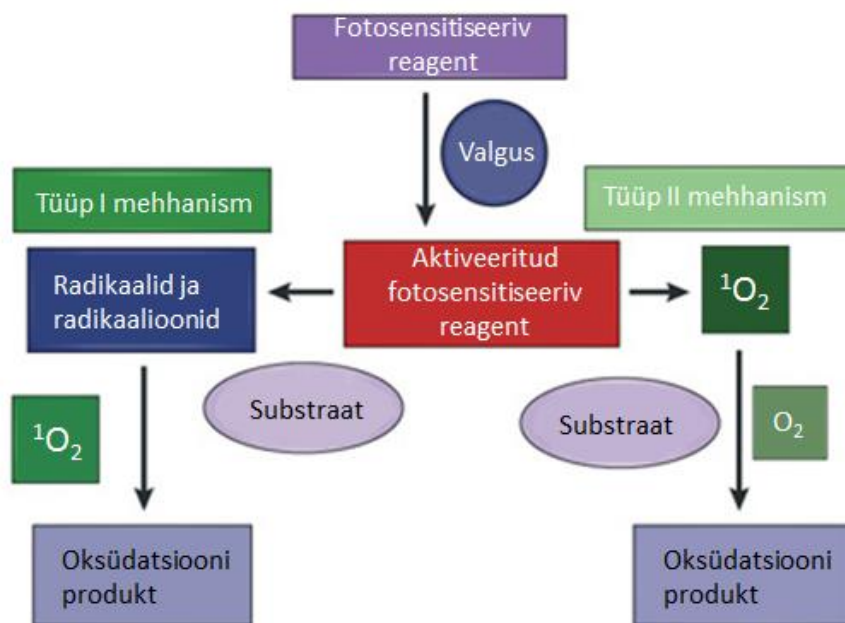 Fotosensitiseeriv
reagent
Valgus
Tüüp I mehhanism
Tüüp II mehhanism
Radikaalid ja
radikaalioonid
Aktiveeritud
fotosensitiseeriv
reagent
¹O₂
Substraat
Substraat
¹O₂
O₂
Oksüdatsiooni
produkt
Oksüdatsiooni
produkt